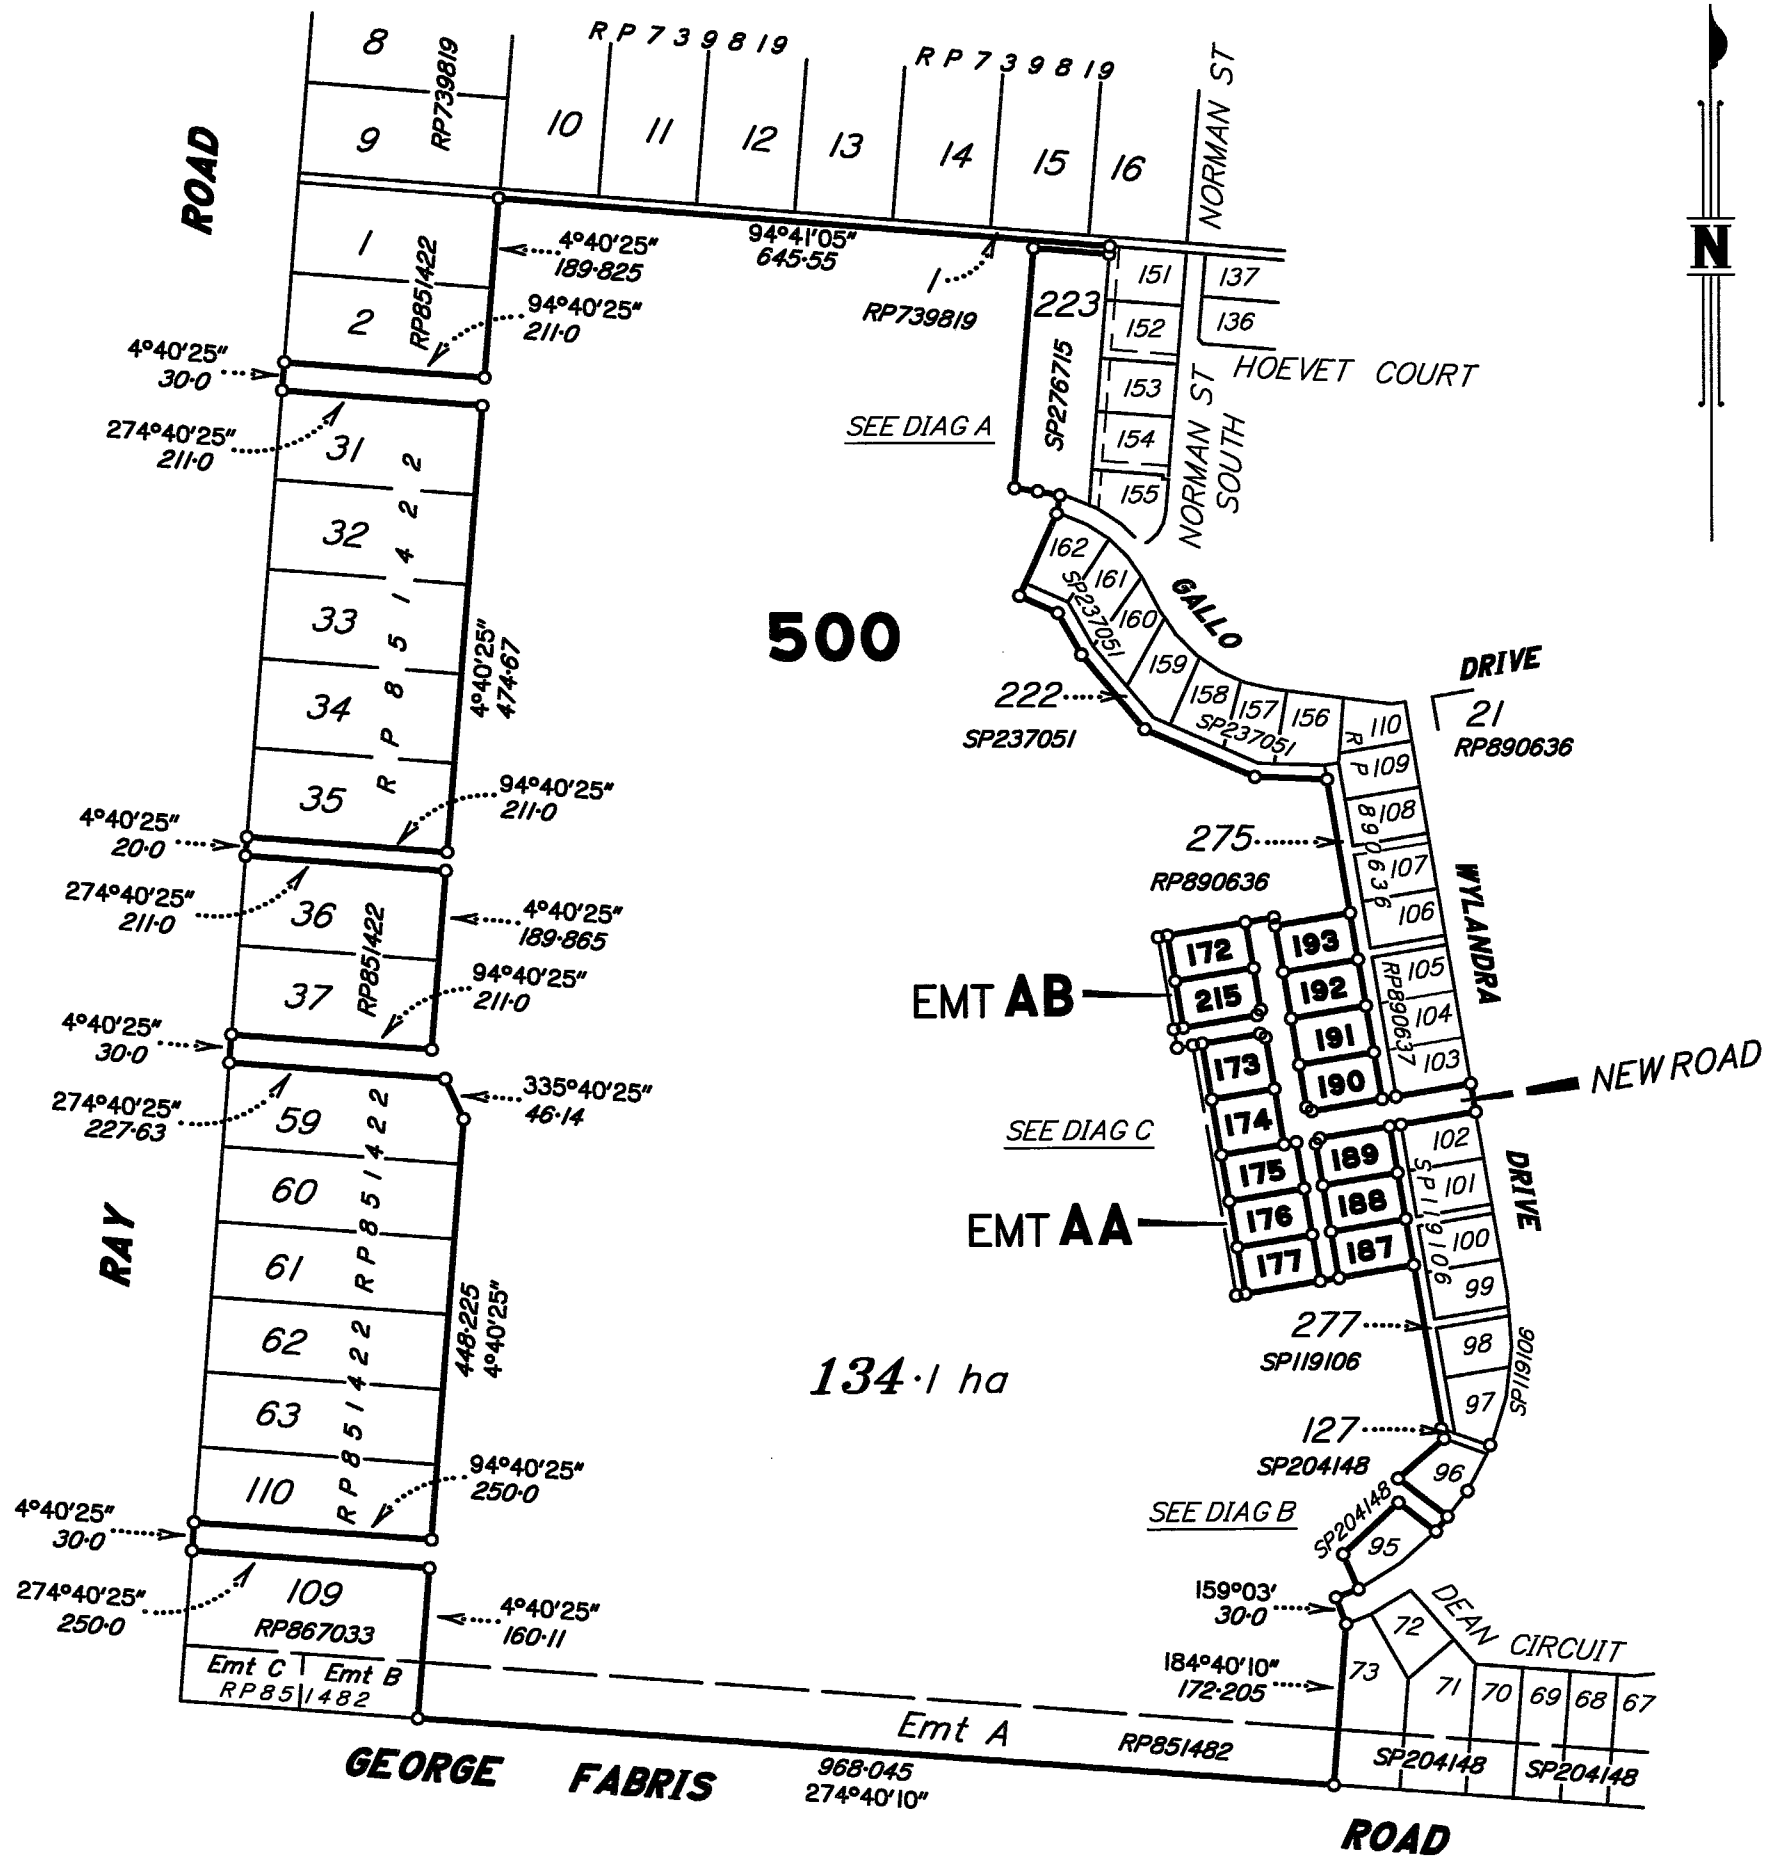 8
RP739819
9
RP739819
RP739819
10
11
12
13
14
15
16
NORMAN ST
ROAD
N
1
RP851422
2
4°40'25"
189·825
94°41'05"
645·55
1
RP739819
94°40'25"
211·0
223
SP276715
151
152
153
154
155
137
136
HOEVET COURT
NORMAN ST
SOUTH
4°40'25"
30·0
274°40'25"
211·0
SEE DIAG A
31
32
33
34
35
RP851422
4°40'25"
474·67
500
162
161
160
159
158
157
156
SP237051
SP237051
GALLO
DRIVE
21
RP890636
222
SP237051
110
109
108
107
106
RP890636
275
RP890636
94°40'25"
211·0
4°40'25"
20·0
274°40'25"
211·0
36
37
RP851422
4°40'25"
189·865
94°40'25"
211·0
WYLANDRA
105
104
103
RP890637
172
215
193
192
191
190
EMT AB
173
174
175
176
177
189
188
187
NEW ROAD
SEE DIAG C
EMT AA
102
101
100
99
98
97
SP119106
SP119106
DRIVE
4°40'25"
30·0
274°40'25"
227·63
335°40'25"
46·14
59
60
61
62
63
110
RP851422
RP851422
RAY
448·225
4°40'25"
277
SP119106
134·1 ha
127
SP204148
96
SEE DIAG B
SP204148
95
94°40'25"
250·0
4°40'25"
30·0
274°40'25"
250·0
109
RP867033
4°40'25"
160·11
159°03'
30·0
DEAN CIRCUIT
72
73
71
70
69
68
67
184°40'10"
172·205
Emt C
Emt B
RP851482
Emt A
RP851482
SP204148
SP204148
GEORGE FABRIS
968·045
274°40'10"
ROAD